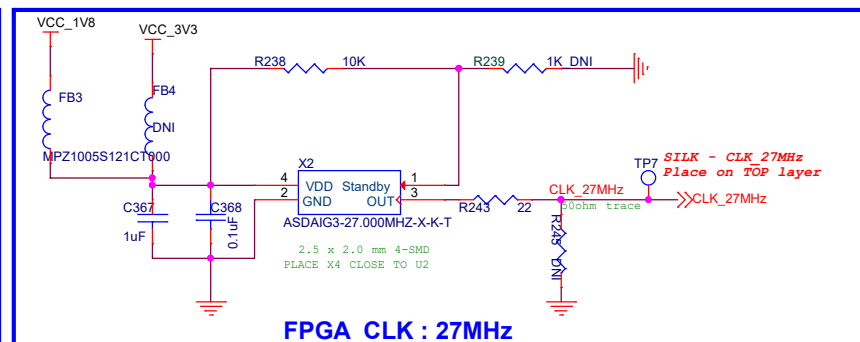 VCC_1V8
VCC_3V3
R238
10K
R239
1K_DNI
FB3
FB4
DNI
MPZ1005S121CT000
X2
4
VDD
Standby
1
2
GND
OUT
3
CLK_27MHz
TP7
SILK - CLK_27MHz
Place on TOP layer
CLK_27MHz
C367
1uF
C368
0.1uF
ASDAIG3-27.000MHZ-X-K-T
R243
22
50ohm trace
R245
DNI
2.5 x 2.0 mm 4-SMD
PLACE X4 CLOSE TO U2
FPGA CLK : 27MHz